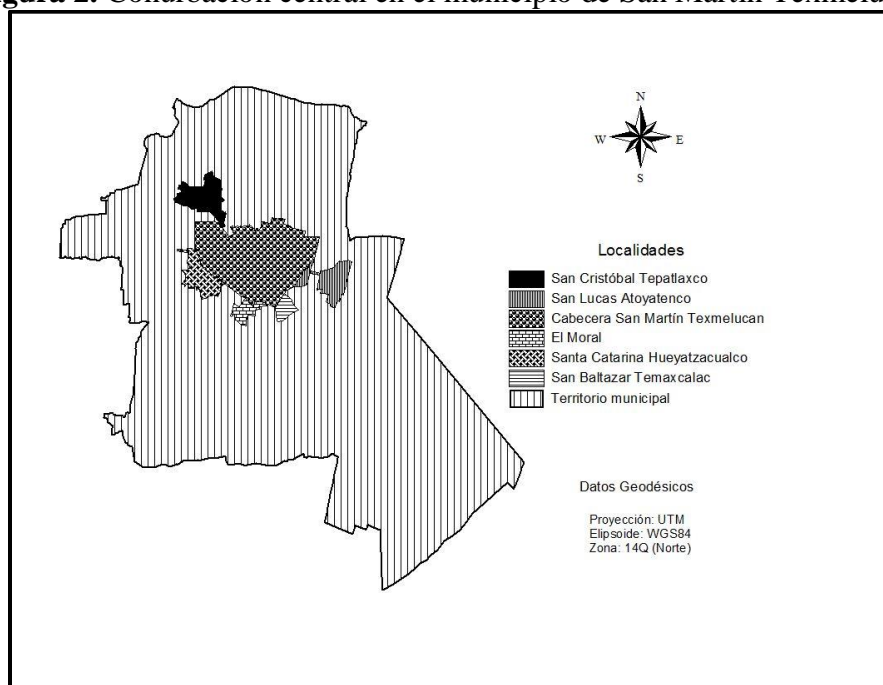 2. Conurbación central en el municipio de San Martín
N
W E
S
Localidades
San Cristóbal Tepatlaxco
San Lucas Atoyatenco
Cabecera San Martín Texmelucan
El Moral
Santa Catarina Hueyatzacualco
San Baltazar Temaxcalac
Territorio municipal
Datos Geodésicos
Proyección: UTM
Elipsoide: WGS84
Zona: 14Q (Norte)